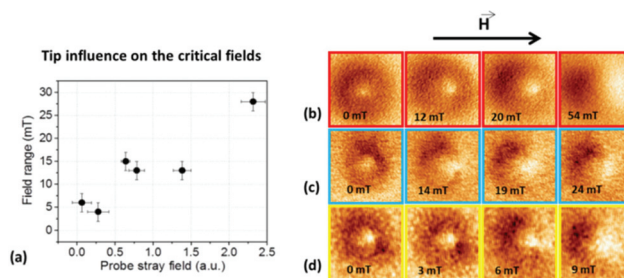 H
Tip influence on the critical fields
Field range (mT)
30
25
20
15
10
5
0
0.0 0.5 1.0 1.5 2.0 2.5
Probe stray field (a.u.)
(a)
(b)
0 mT 12 mT 20 mT 54 mT
(c)
0 mT 14 mT 19 mT 24 mT
(d)
0 mT 3 mT 6 mT 9 mT